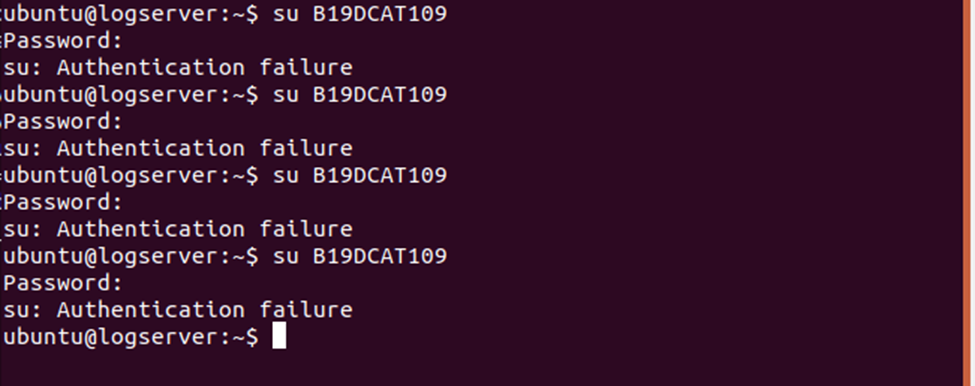 ubuntu@logserver:~$ su B19DCAT109
Password:
su: Authentication failure
ubuntu@logserver:~$ su B19DCAT109
Password:
su: Authentication failure
ubuntu@logserver:~$ su B19DCAT109
Password:
su: Authentication failure
ubuntu@logserver:~$ su B19DCAT109
Password:
su: Authentication failure
ubuntu@logserver:~$